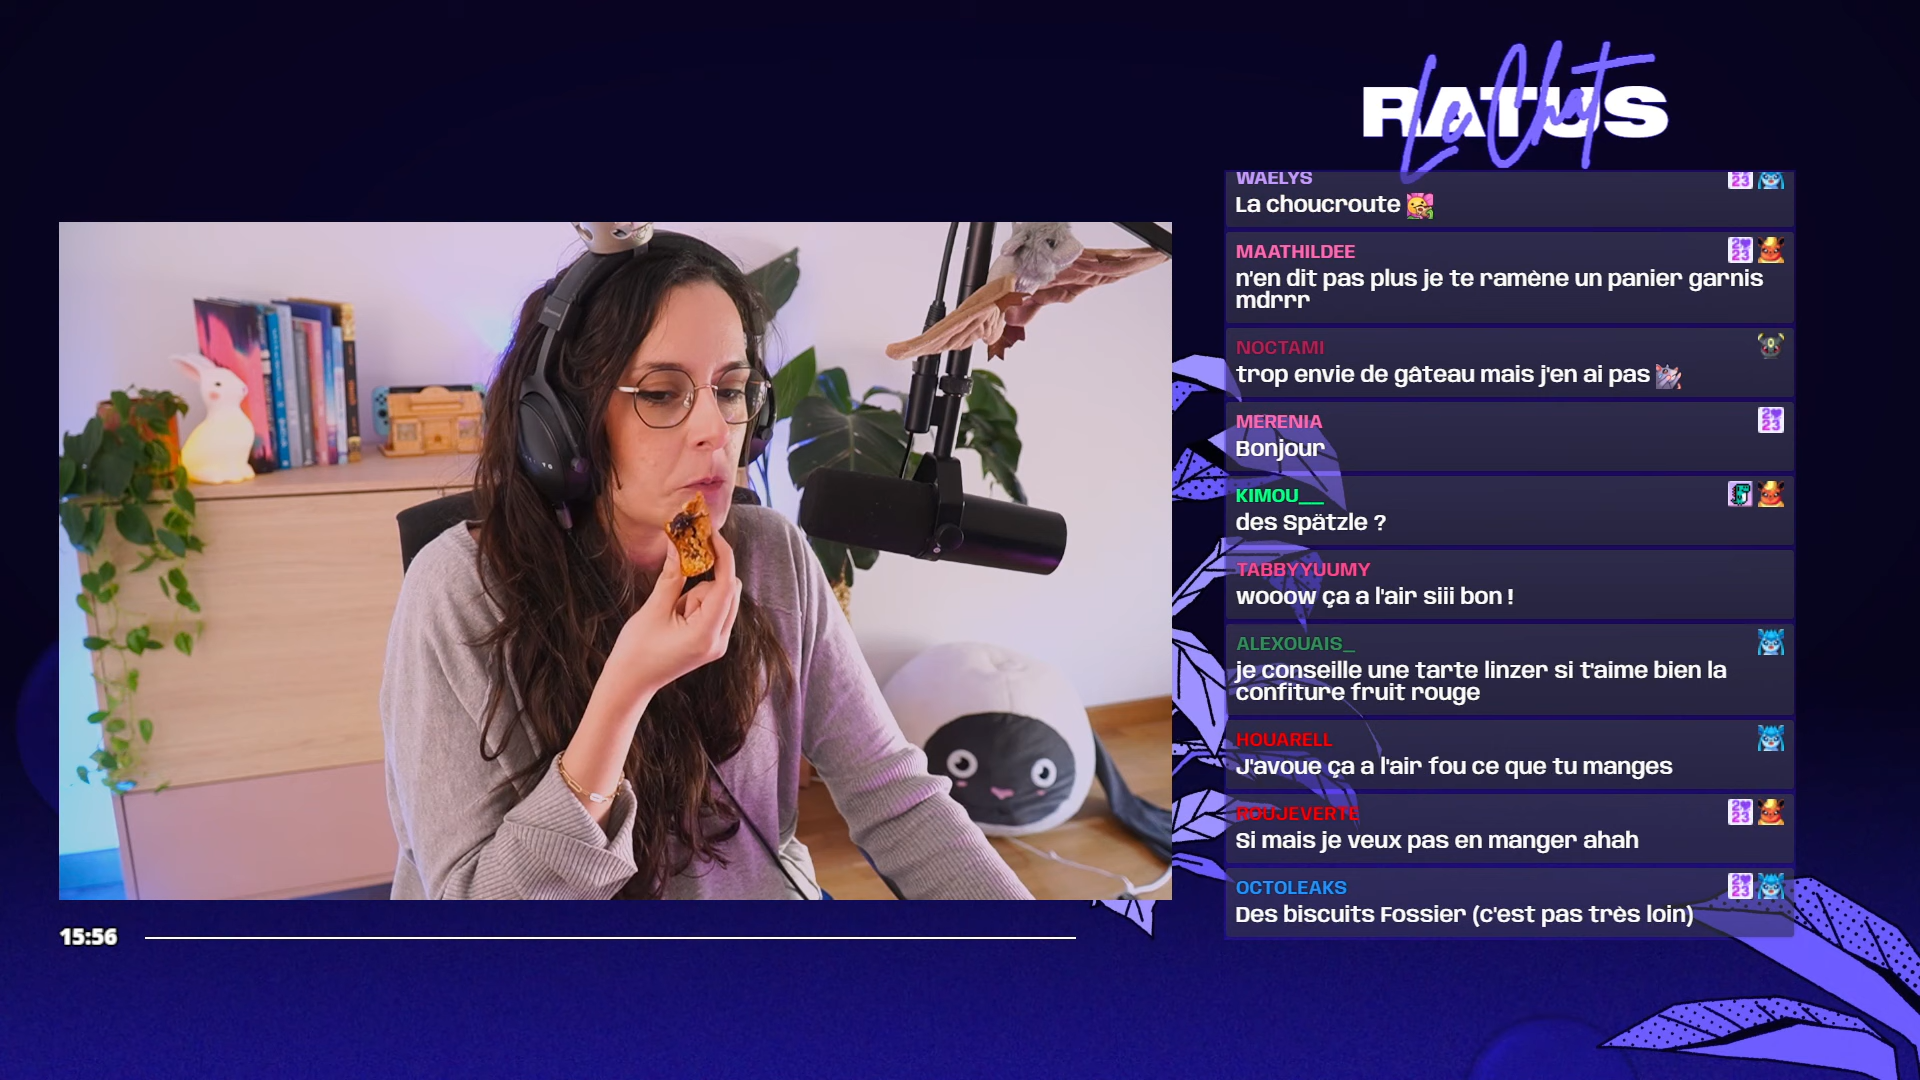 RATUS
Le Chat
WAELYS
La choucroute
MAATHILDEE
n'en dit pas plus je te ramène un panier garnis
mdrrr
NOCTAMI
trop envie de gâteau mais j'en ai pas
MERENIA
Bonjour
KIMOU__
des Spätzle ?
TABBYYUUMY
wooow ça a l'air siii bon !
ALEXOUAIS_
je conseille une tarte linzer si t'aime bien la
confiture fruit rouge
HOUARELL
J'avoue ça a l'air fou ce que tu manges
ROUJEVERTE
Si mais je veux pas en manger ahah
OCTOLEAKS
Des biscuits Fossier (c'est pas très loin)
15:56